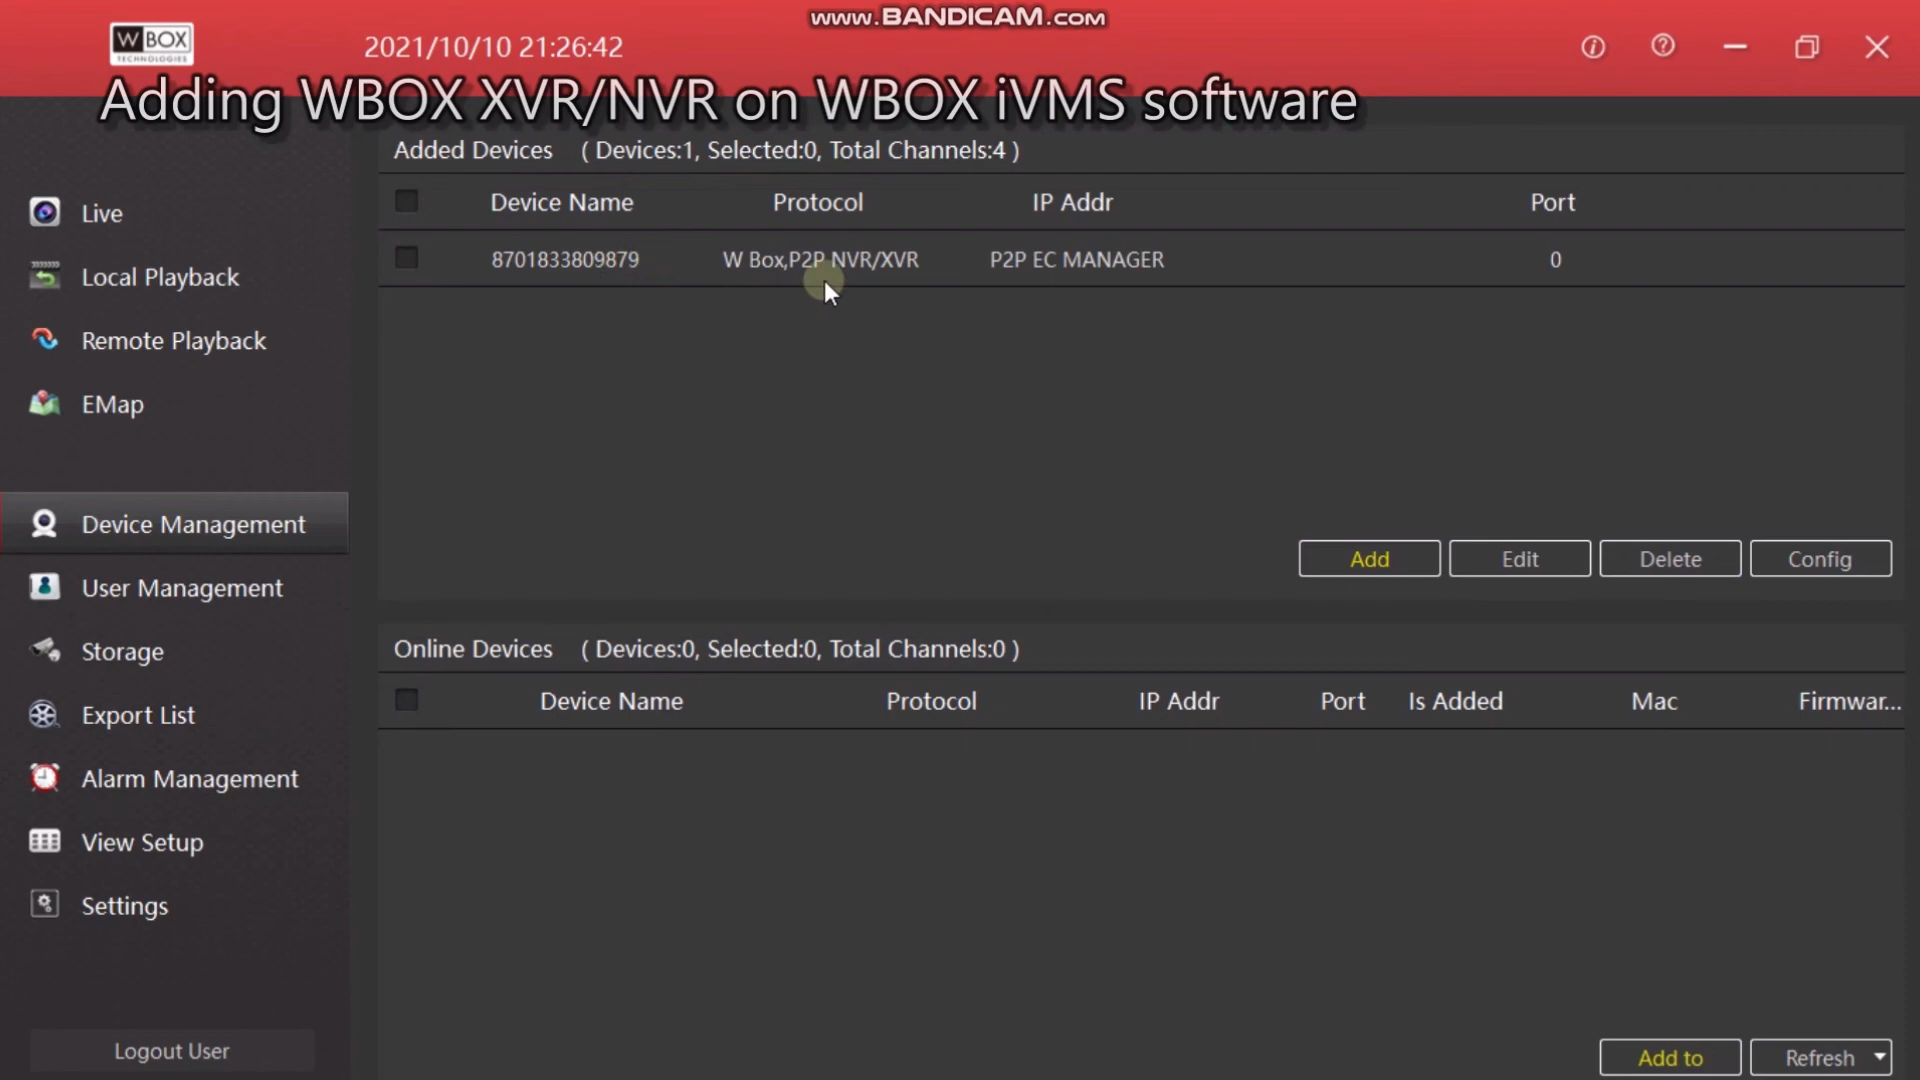 www.BANDICAM.com
W BOX
TECHNOLOGIES
2021/10/10 21:26:42
Adding WBOX XVR/NVR on WBOX iVMS software
Added Devices ( Devices:1, Selected:0, Total Channels:4 )
Device Name Protocol IP Addr Port
8701833809879 W Box,P2P NVR/XVR P2P EC MANAGER 0
Live
Local Playback
Remote Playback
EMap
Device Management
User Management
Storage
Export List
Alarm Management
View Setup
Settings
Logout User
Add Edit Delete Config
Online Devices ( Devices:0, Selected:0, Total Channels:0 )
Device Name Protocol IP Addr Port Is Added Mac Firmwar...
Add to Refresh